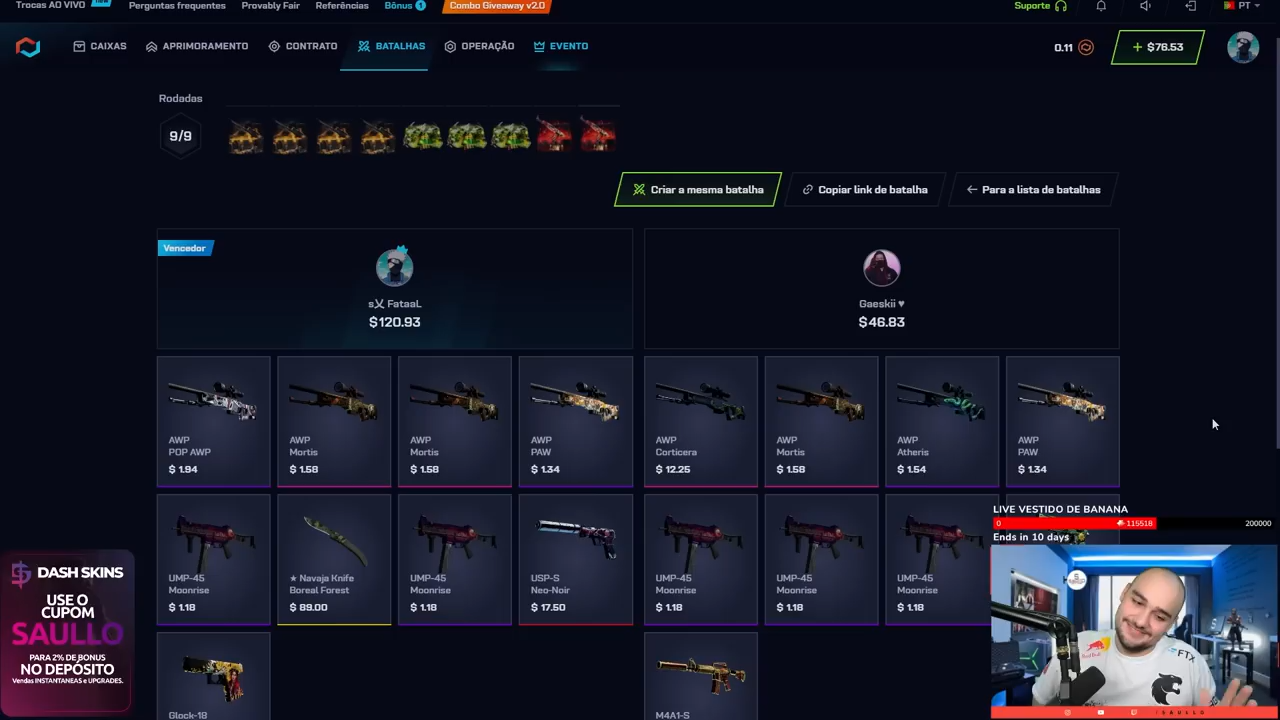 Trocas AO VIVO
Perguntas frequentes
Provably Fair
Referências
Bônus 1
Combo Giveaway v2.0
Suporte
PT
CAIXAS
APRIMORAMENTO
CONTRATO
BATALHAS
OPERAÇÃO
EVENTO
0.11
+ $76.53
Rodadas
9/9
Criar a mesma batalha
Copiar link de batalha
Para a lista de batalhas
Vencedor
FataaL
$120.93
Gaeskii ♥
$46.83
AWP
POP AWP
$ 1.94
AWP
Mortis
$ 1.58
AWP
Mortis
$ 1.58
AWP
PAW
$ 1.34
AWP
Corticera
$ 12.25
AWP
Mortis
$ 1.58
AWP
Atheris
$ 1.54
AWP
PAW
$ 1.34
UMP-45
Moonrise
$ 1.18
★ Navaja Knife
Boreal Forest
$ 89.00
UMP-45
Moonrise
$ 1.18
USP-S
Neo-Noir
$ 17.50
UMP-45
Moonrise
$ 1.18
UMP-45
Moonrise
$ 1.18
UMP-45
Moonrise
$ 1.18
Glock-18
M4A1-S
LIVE VESTIDO DE BANANA
0
115518
200000
Ends in 10 days
DASH SKINS
USE O
CUPOM
SAULLO
PARA 2% DE BONUS
NO DEPÓSITO
Vendas INSTANTANEAS e UPGRADES.
Red Bull
FTX
SAULLO